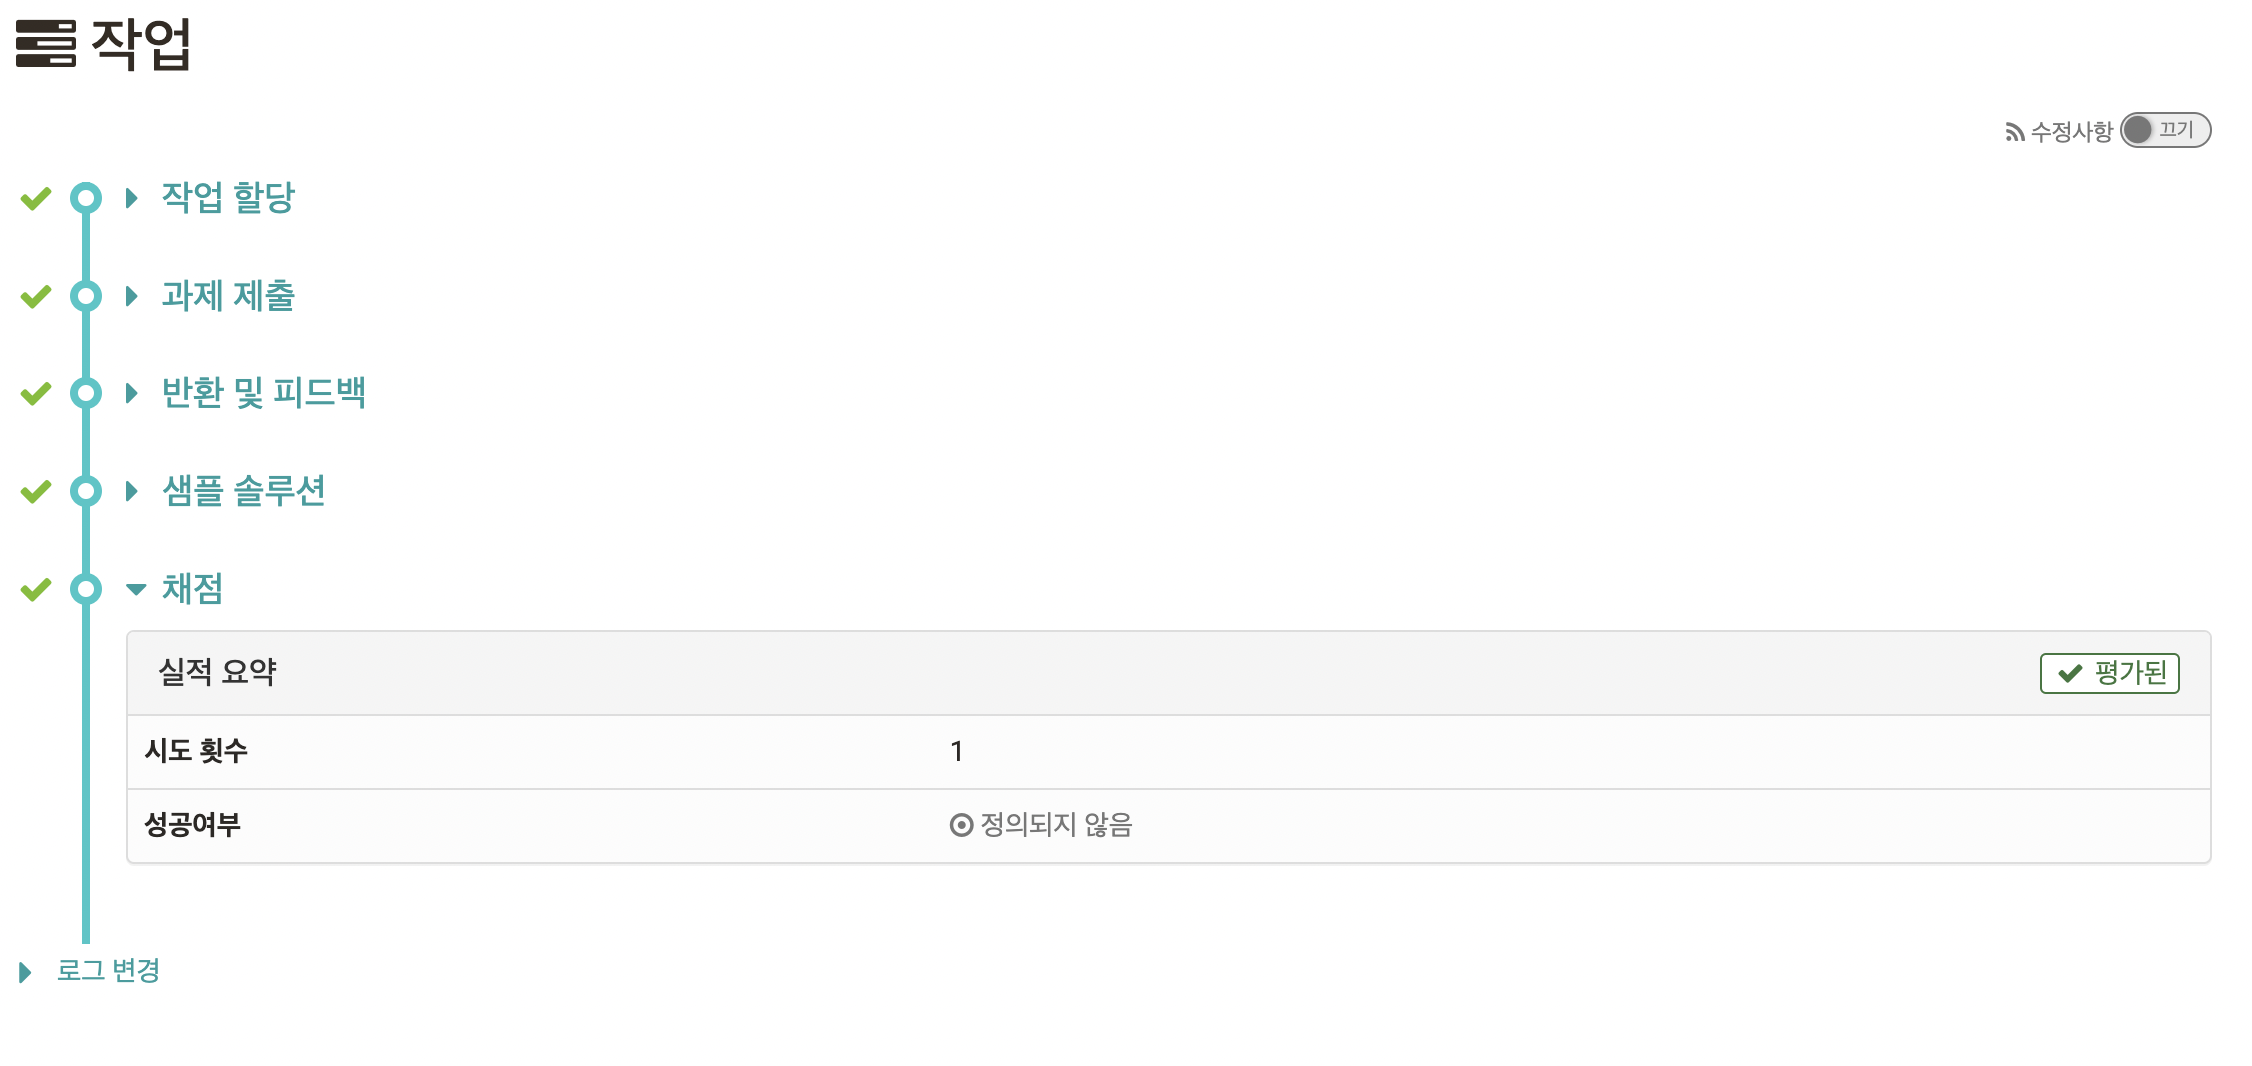 작업
수정사항 끄기
작업 할당
과제 제출
반환 및 피드백
샘플 솔루션
채점
실적 요약 평가된
시도 횟수 1
성공여부 정의되지 않음
로그 변경